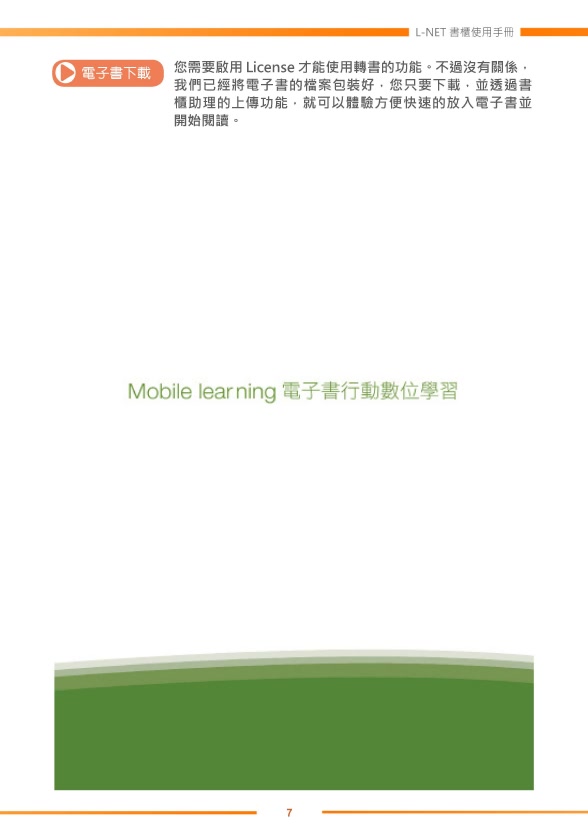 L-NET 書櫃使用手冊
電子書下載
您需要啟用 License 才能使用轉書的功能。不過沒有關係，
我們已經將電子書的檔案包裝好，您只要下載，並透過書
櫃助理的上傳功能，就可以體驗方便快速的放入電子書並
開始閱讀。
Mobile learning 電子書行動數位學習
7